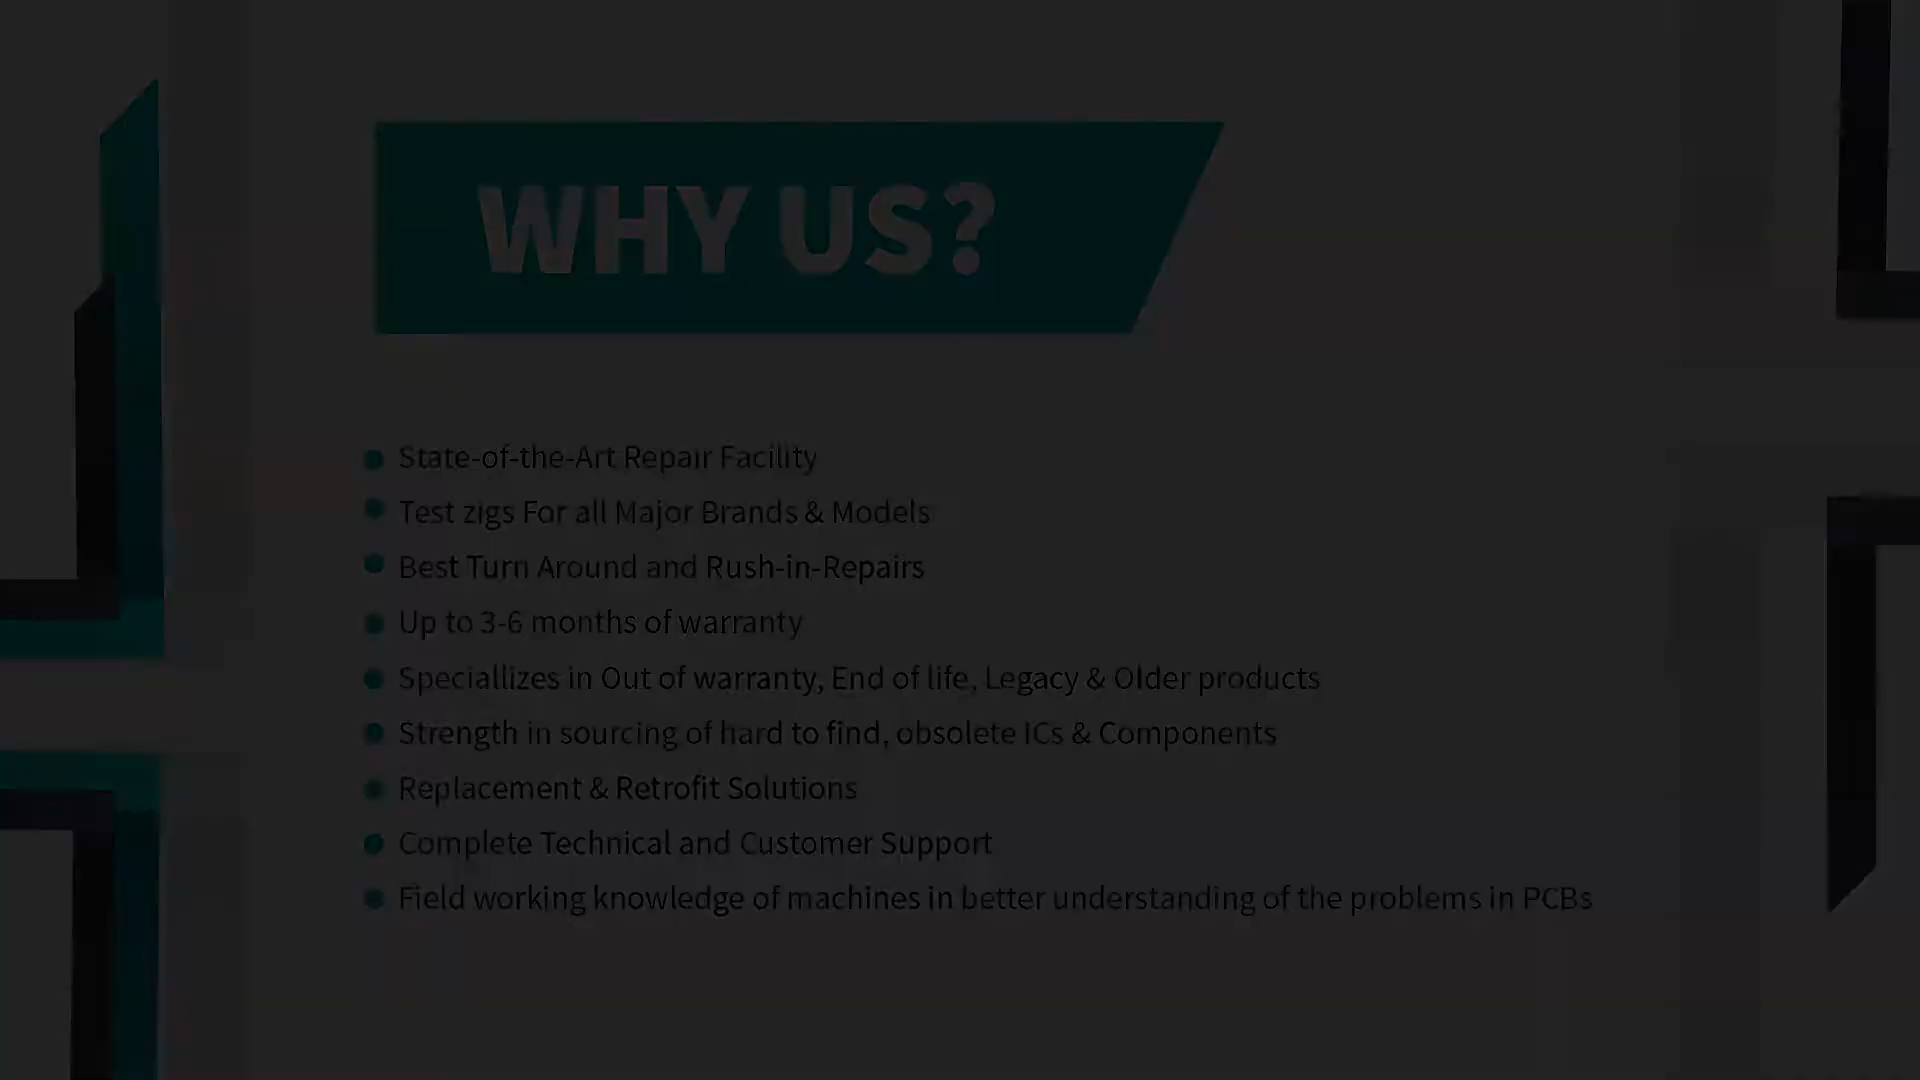 WHY US?
State-of-the-Art Repair Facility
Test zigs For all Major Brands & Models
Best Turn Around and Rush-in-Repairs
Up to 3-6 months of warranty
Speciallizes in Out of warranty, End of life, Legacy & Older products
Strength in sourcing of hard to find, obsolete ICs & Components
Replacement & Retrofit Solutions
Complete Technical and Customer Support
Field working knowledge of machines in better understanding of the problems in PCBs